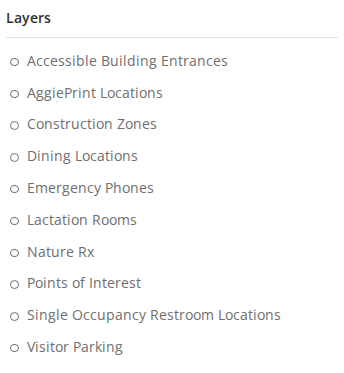 Layers
Accessible Building Entrances
AggiePrint Locations
Construction Zones
Dining Locations
Emergency Phones
Lactation Rooms
Nature Rx
Points of Interest
Single Occupancy Restroom Locations
Visitor Parking